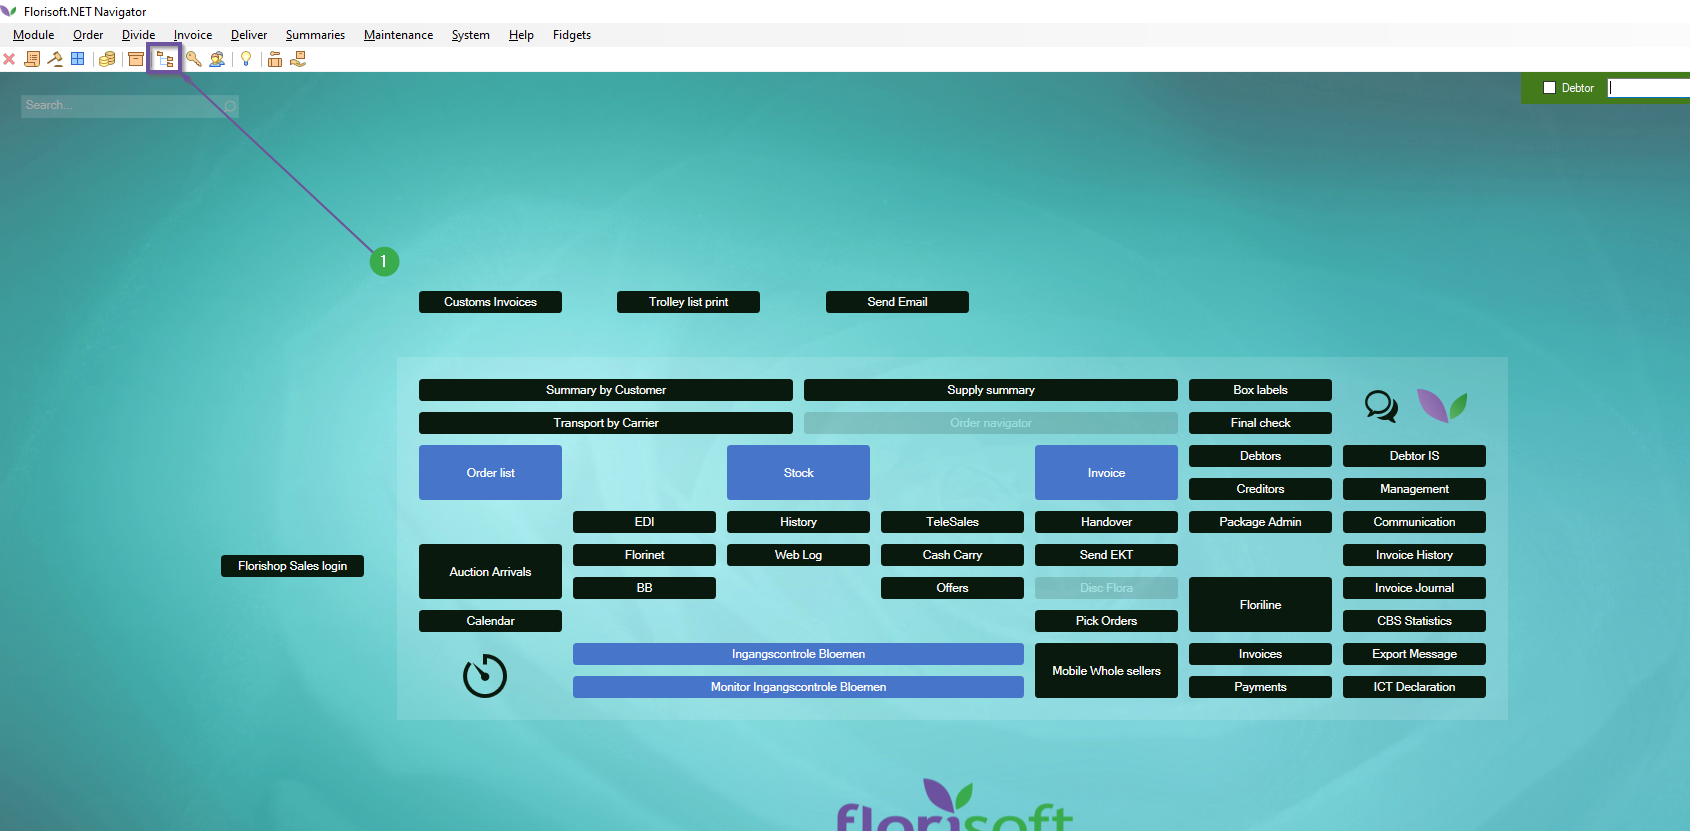 Florisoft.NET Navigator
Module Order Divide Invoice Deliver Summaries Maintenance System Help Fidgets
Search...
Debtor
1
Customs Invoices Trolley list print Send Email
Summary by Customer Supply summary Box labels
Transport by Carrier Order navigator Final check
Order list Stock Invoice Debtors Debtor IS
Creditors Management
EDI History TeleSales Handover Package Admin Communication
Florishop Sales login Auction Arrivals Florinet Web Log Cash Carry Send EKT Invoice History
BB Offers Disc Flora Floriline Invoice Journal
Calendar Pick Orders CBS Statistics
Ingangscontrole Bloemen Mobile Whole sellers Invoices Export Message
Monitor Ingangscontrole Bloemen Payments ICT Declaration
florisoft